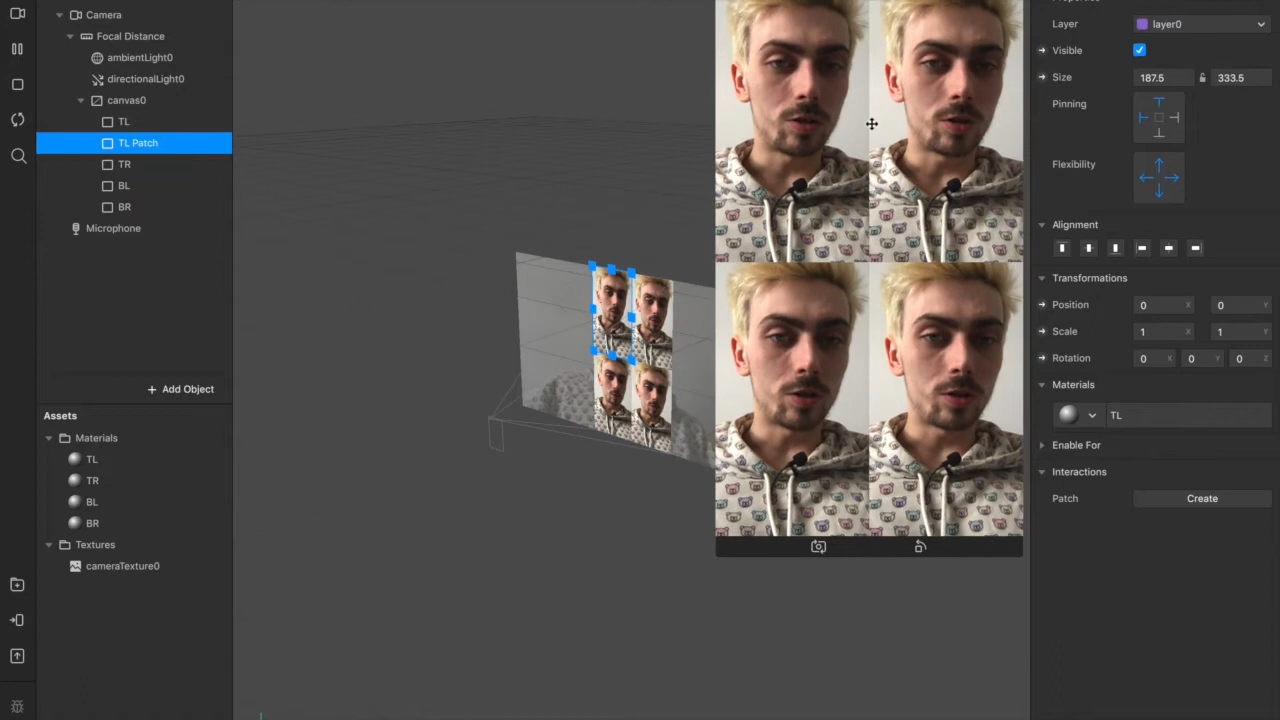 Camera
Focal Distance
ambientLight0
directionalLight0
canvas0
TL
TL Patch
TR
BL
BR
Microphone
Add Object
Assets
Materials
TL
TR
BL
BR
Textures
cameraTexture0
Layer layer0
Visible
Size 187.5 333.5
Pinning
Flexibility
Alignment
Transformations
Position 0 X 0 Y
Scale 1 X 1 Y
Rotation 0 X 0 Y 0 Z
Materials
TL
Enable For
Interactions
Patch Create